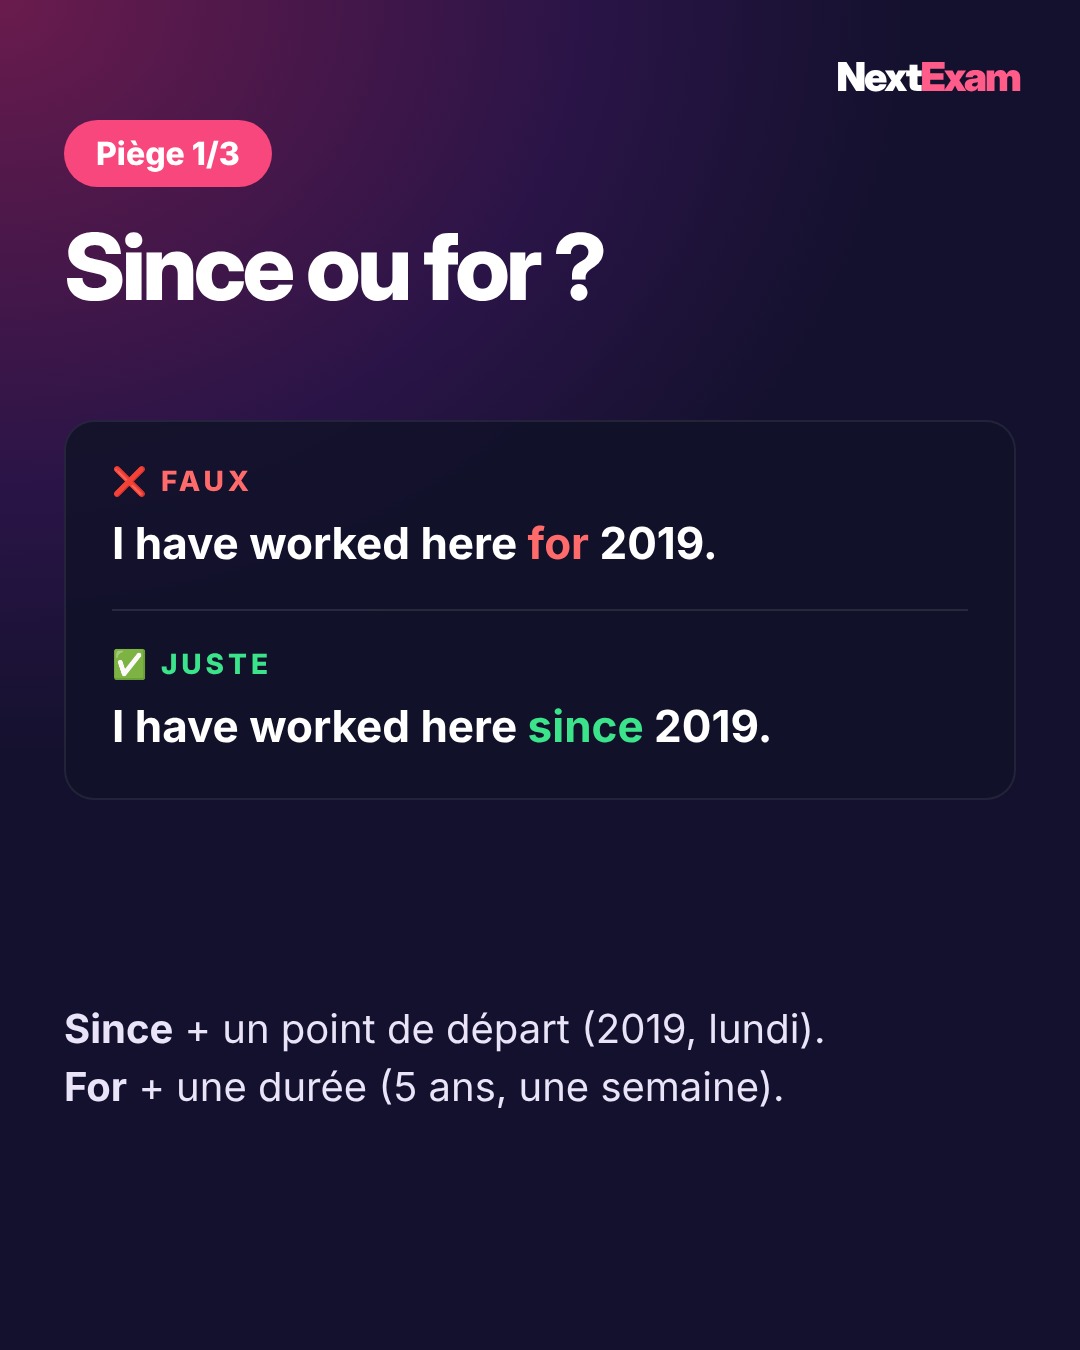 NextExam
Piège 1/3
Since ou for ?
❌ FAUX
I have worked here for 2019.
✅ JUSTE
I have worked here since 2019.
Since + un point de départ (2019, lundi).
For + une durée (5 ans, une semaine).